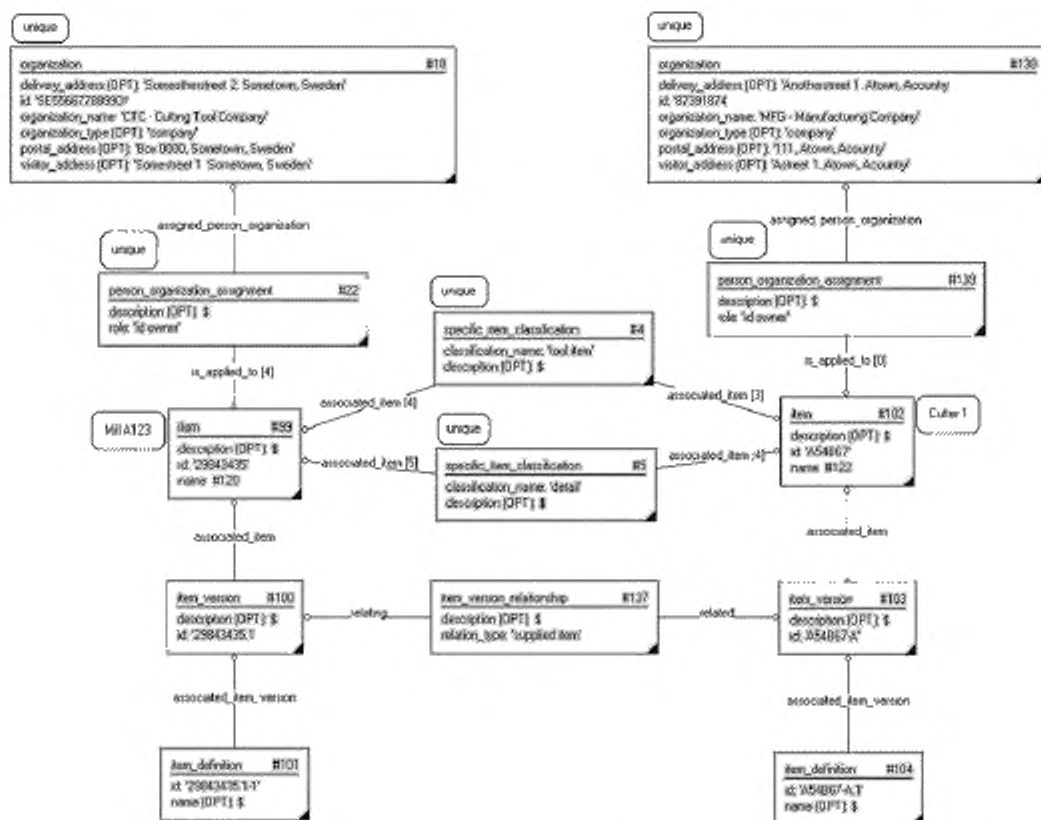 unique
organization #18
delivery_address (OPT): 'Someotherstreet 2, Sometown, Sweden'
organization_name: 'CTC - Cutting Tool Company'
organization_type (OPT): 'company'
postal_address (OPT): 'Box 0000, Sometown, Sweden'
visitor_address (OPT): 'Somestreet 1 Sometown, Sweden'
unique
organization #138
delivery_address (OPT): 'Anotherstreet 1. Atown, Acountry
id: '87391874
organization_name: 'MFG - Manufacturing Company'
organization_type (OPT): 'company'
postal_address (OPT): '111, Atown, Acountry'
visitor_address (OPT): 'Astreet 1. Atown, Acountry'
assigned_person_organization
assigned_person_organization
unique
person_organization_assignment #22
description (OPT): $
role: 'id owner'
unique
person_organization_assignment #139
description (OPT): $
role: 'id owner'
unique
specific_item_classification #4
classification_name: 'tool item'
description (OPT): $
is_applied_to [4]
is_applied_to [0]
associated_item [4]
associated_item [3]
Mill A123
item #99
description (OPT): $
id: '29843435'
name: #120
unique
specific_item_classification #5
classification_name: 'detail'
description (OPT): $
associated_item [5]
associated_item [4]
item #102
description (OPT): $
id: 'A54867'
name: #122
Cutter 1
associated_item
associated_item
item_version #100
description (OPT): $
id: '29843435;1'
relating
item_version_relationship #137
description (OPT): $
relation_type: 'supplied item'
related
item_version #103
description (OPT): $
id: 'A54867-A'
associated_item_version
associated_item_version
item_definition #101
id: '29843435;1-1'
name (OPT): $
item_definition #104
id: 'A54867-A;1'
name (OPT): $